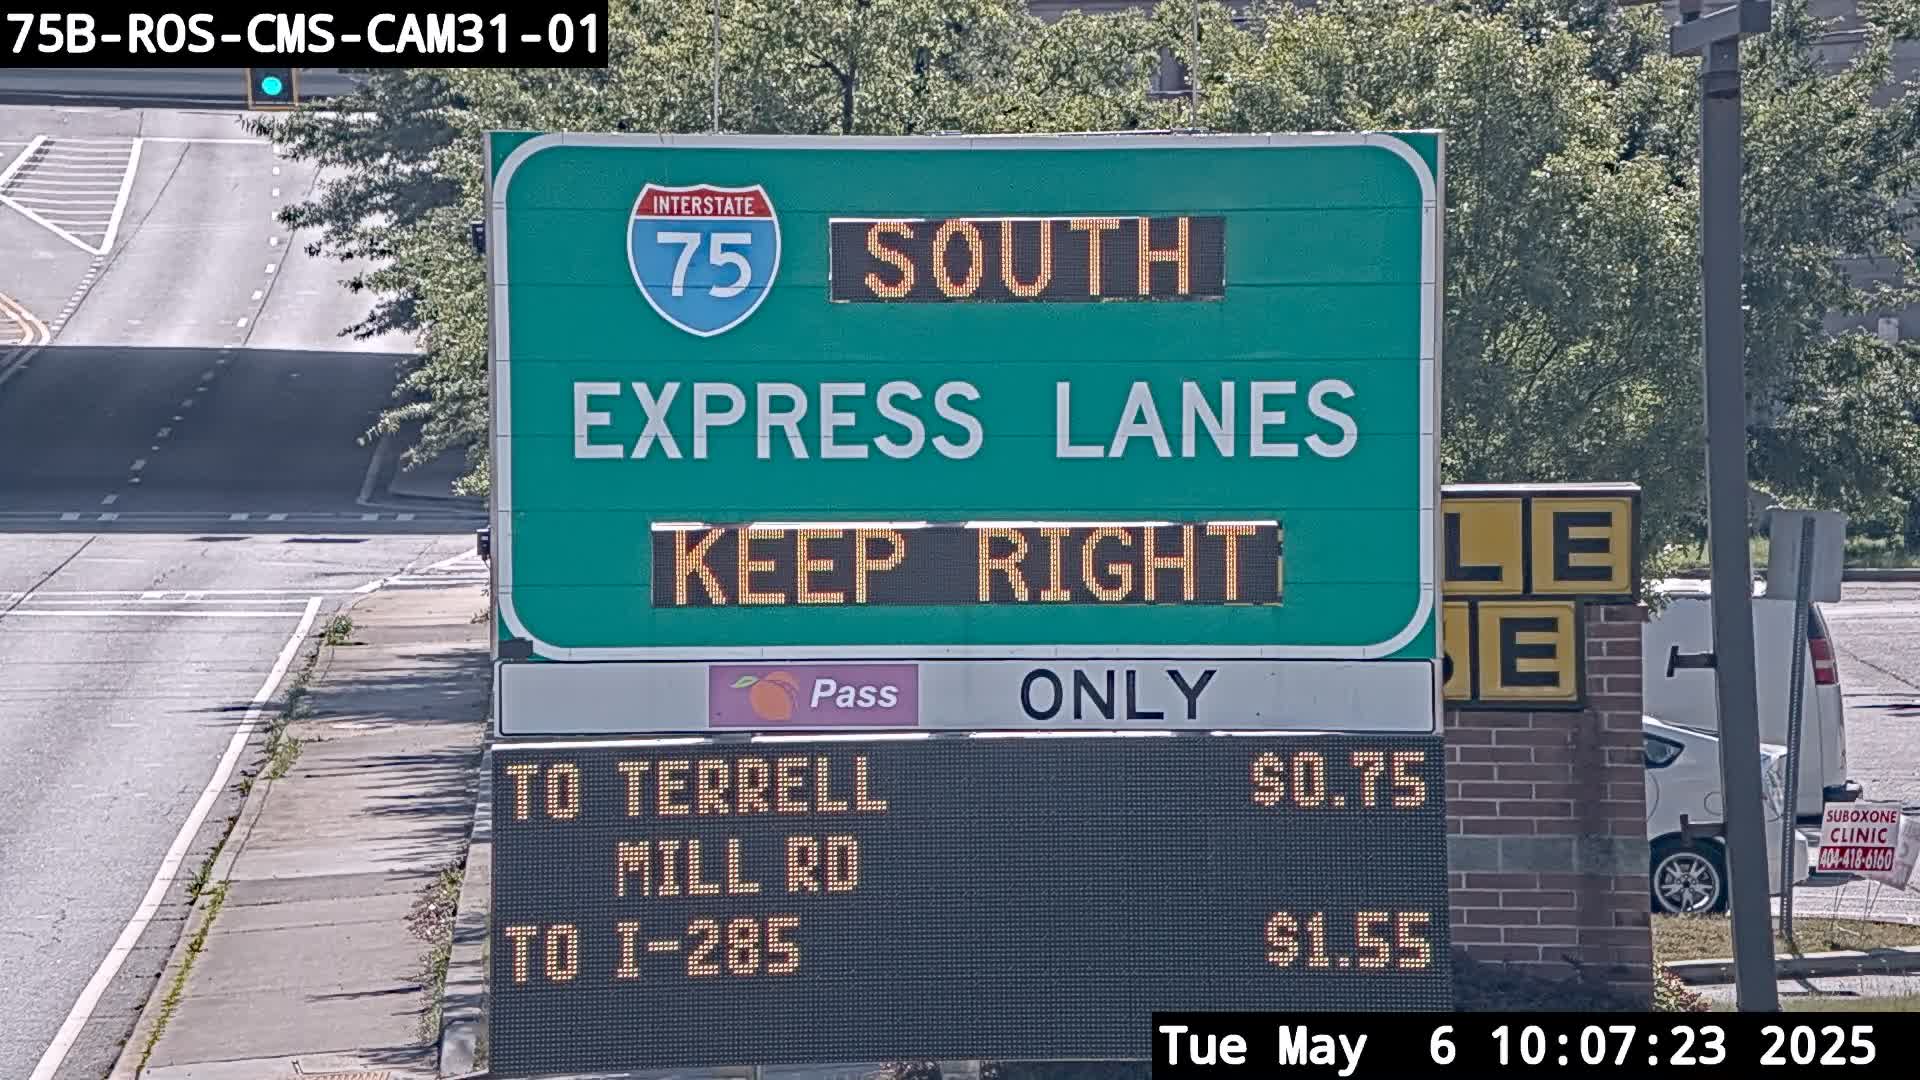 75B-ROS-CMS-CAM31-01
INTERSTATE
75
SOUTH
EXPRESS LANES
KEEP RIGHT
Pass ONLY
TO TERRELL $0.75
MILL RD
TO I-285 $1.55
LE
E
SUBOXONE
CLINIC
404-418-6160
Tue May 6 10:07:23 2025